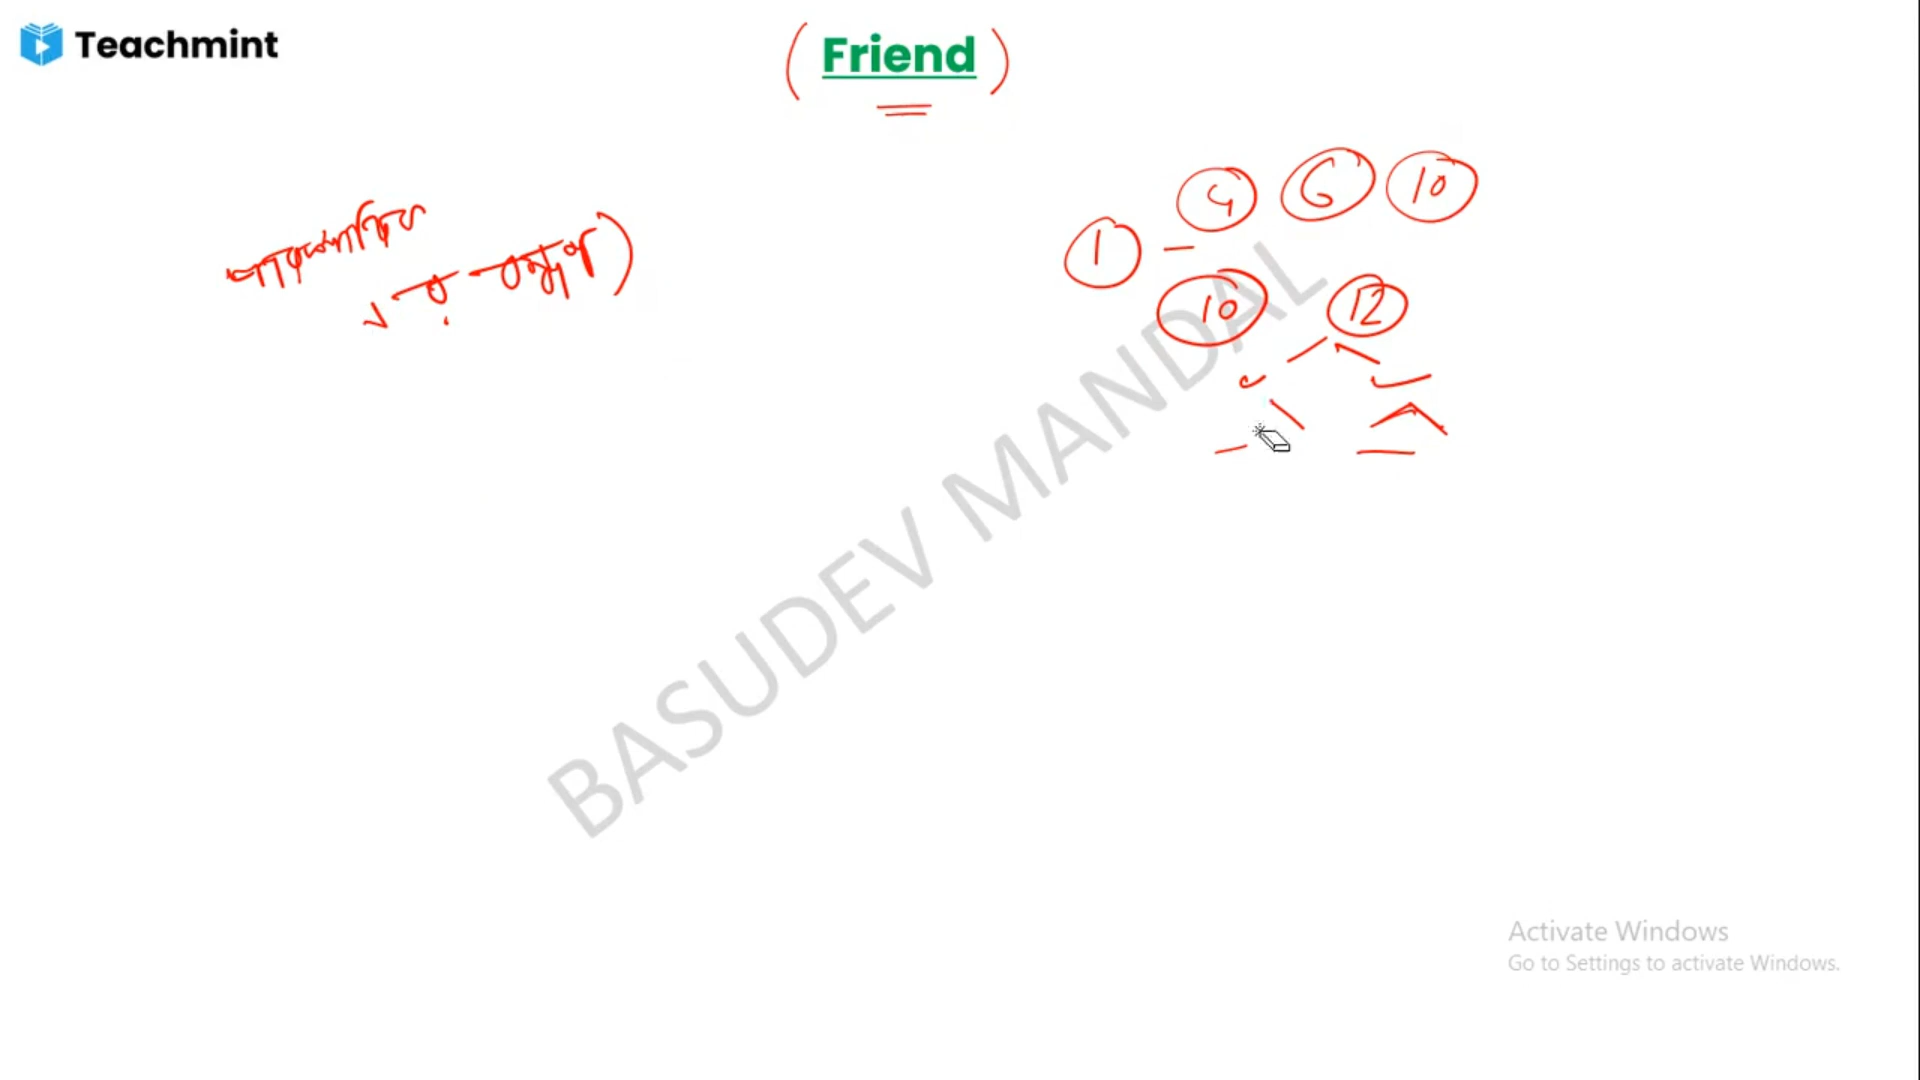 Teachmint
( Friend )
4 6 10
1 -
10 12
BASUDEV MANDAL
Activate Windows
Go to Settings to activate Windows.